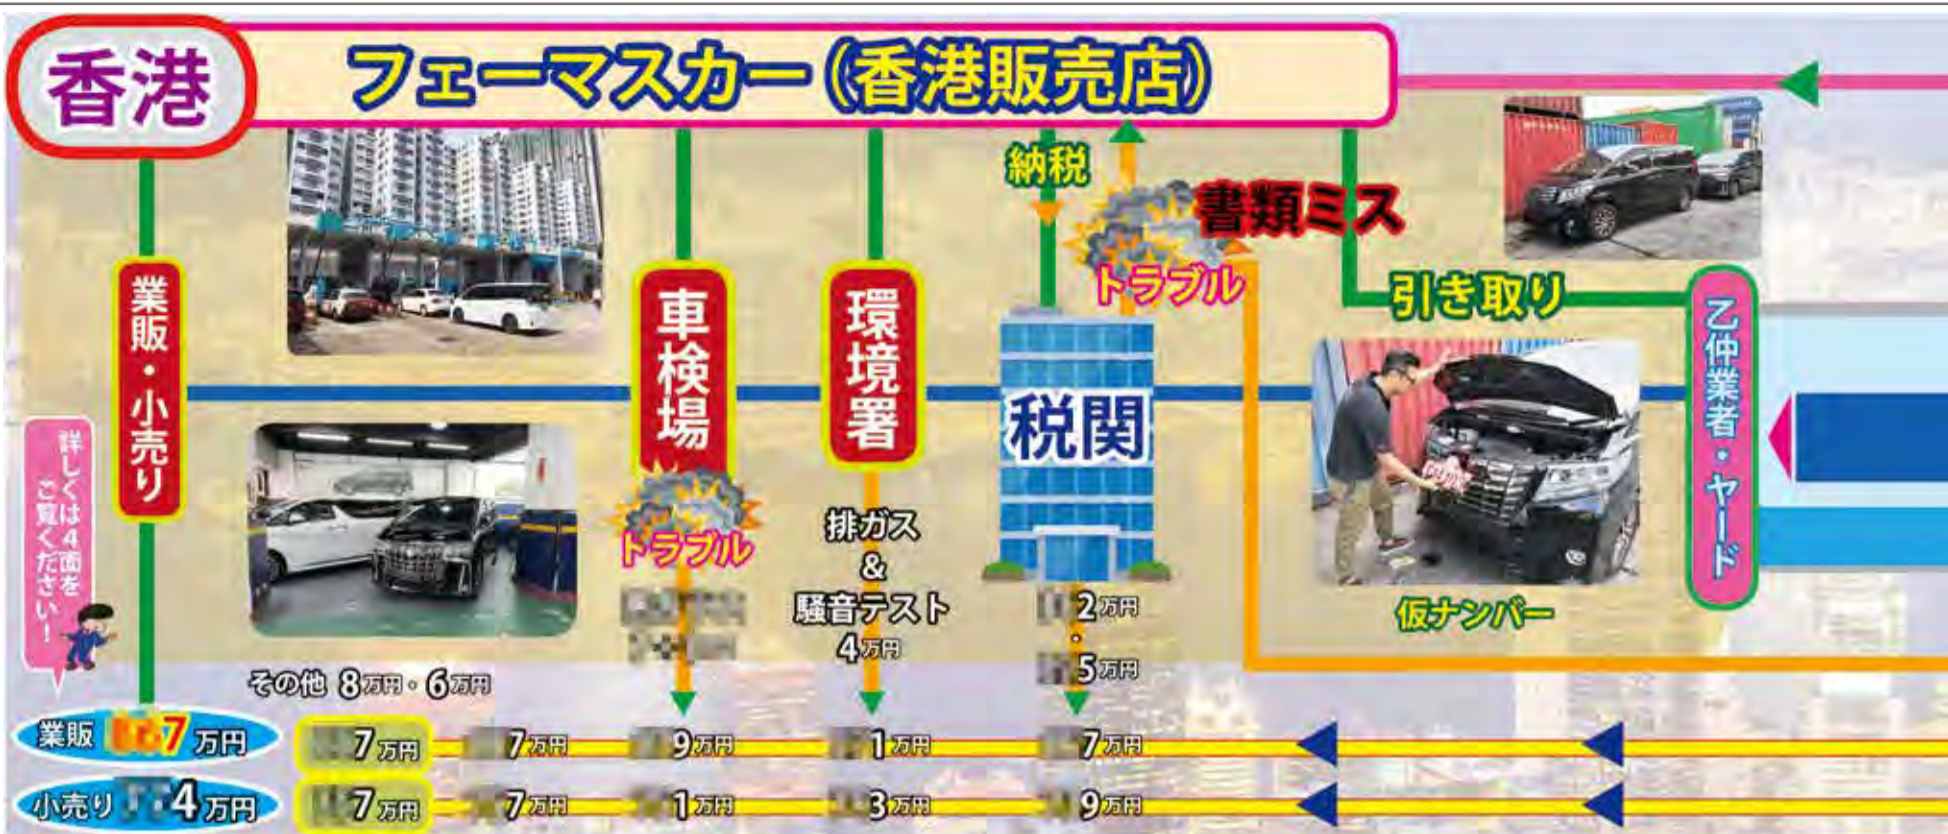 香港
フェーマスカー(香港販売店)
納税
書類ミス
トラブル
引き取り
業販・小売り
車検場
環境署
税関
乙仲業者・ヤード
詳しくは4面を
ご覧ください!
トラブル
排ガス
&
騒音テスト
4万円
2万円
・
5万円
仮ナンバー
その他 8万円・6万円
業販 7万円
7万円
7万円
9万円
1万円
7万円
小売り 4万円
7万円
7万円
1万円
3万円
9万円